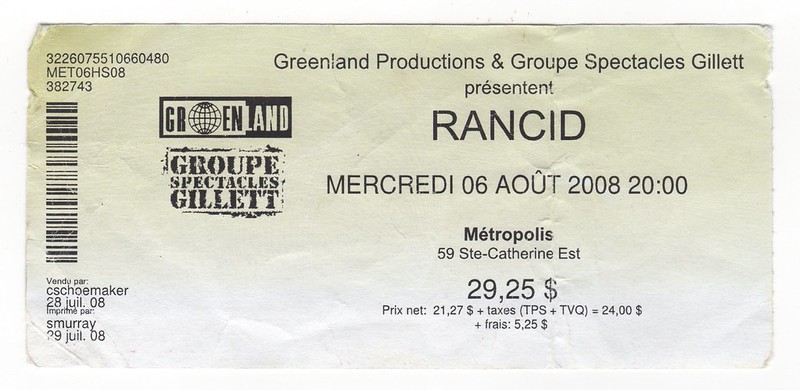 3226075510660480
MET06HS08
382743
GREENLAND
GROUPE
SPECTACLES
GILLETT
Vendu par:
cschoemaker
28 juil. 08
Imprimé par:
smurray
29 juil. 08
Greenland Productions & Groupe Spectacles Gillett
présentent
RANCID
MERCREDI 06 AOÛT 2008 20:00
Métropolis
59 Ste-Catherine Est
29,25 $
Prix net: 21,27 $ + taxes (TPS + TVQ) = 24,00 $
+ frais: 5,25 $